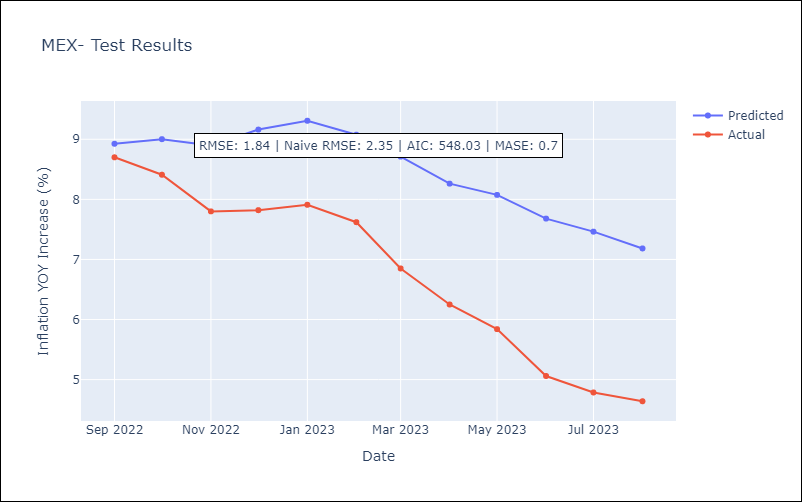 MEX- Test Results
Predicted
Actual
RMSE: 1.84 | Naive RMSE: 2.35 | AIC: 548.03 | MASE: 0.7
Inflation YOY Increase (%)
9
8
7
6
5
Sep 2022 Nov 2022 Jan 2023 Mar 2023 May 2023 Jul 2023
Date